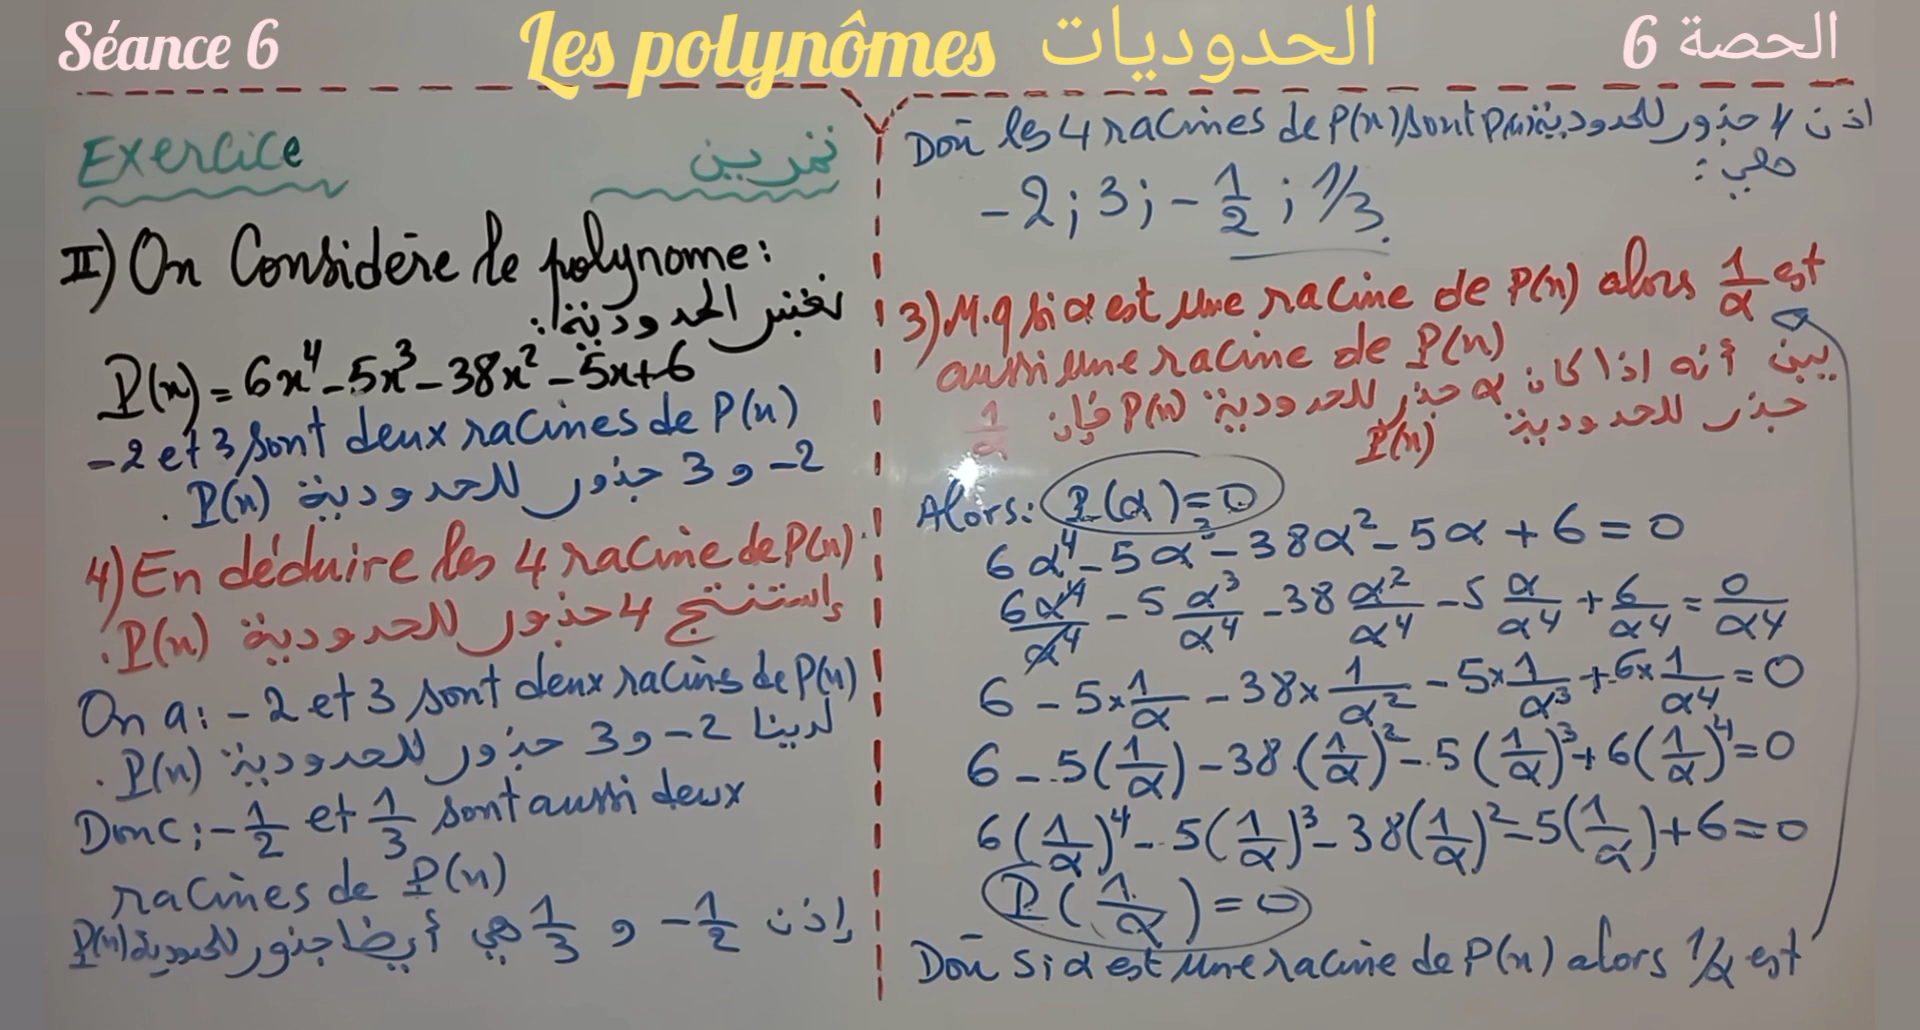 Séance 6
Les polynômes الحدوديات
الحصة 6
Exercice تمرين
II) On Considère le polynome:
نعتبر الحدودية:
P(x) = 6x⁴ - 5x³ - 38x² - 5x + 6
-2 et 3 sont deux racines de P(x)
-2 و 3 جذور للحدودية P(x) .
4) En déduire les 4 racine de P(x).
إستنتج 4 جذور للحدودية P(x) .
On a: -2 et 3 sont deux racins de P(x)
لدينا -2 و 3 جذور للحدودية P(x) .
Donc; -1/2 et 1/3 sont aussi deux
racines de P(x)
إذن -1/2 و 1/3 هي أيضا جذور للحدودية P(x)
Doù les 4 racines de P(x) sont اذن 4 جذور للحدودية P(x)
هي:
-2; 3; -1/2; 1/3.
3) M.q si α est une racine de P(x) alors 1/α est
aussi une racine de P(x)
بين أنه اذا كان α جذر للحدودية P(x) فإن 1/α
جذر للحدودية P(x)
Alors: P(α) = 0
6α⁴ - 5α³ - 38α² - 5α + 6 = 0
6α⁴/α⁴ - 5 α³/α⁴ - 38 α²/α⁴ - 5 α/α⁴ + 6/α⁴ = 0/α⁴
6 - 5×1/α - 38×1/α² - 5×1/α³ + 6×1/α⁴ = 0
6 - 5(1/α) - 38.(1/α)² - 5(1/α)³ + 6(1/α)⁴ = 0
6(1/α)⁴ - 5(1/α)³ - 38(1/α)² - 5(1/α) + 6 = 0
P(1/α) = 0
Doù si α est une racine de P(x) alors 1/α est